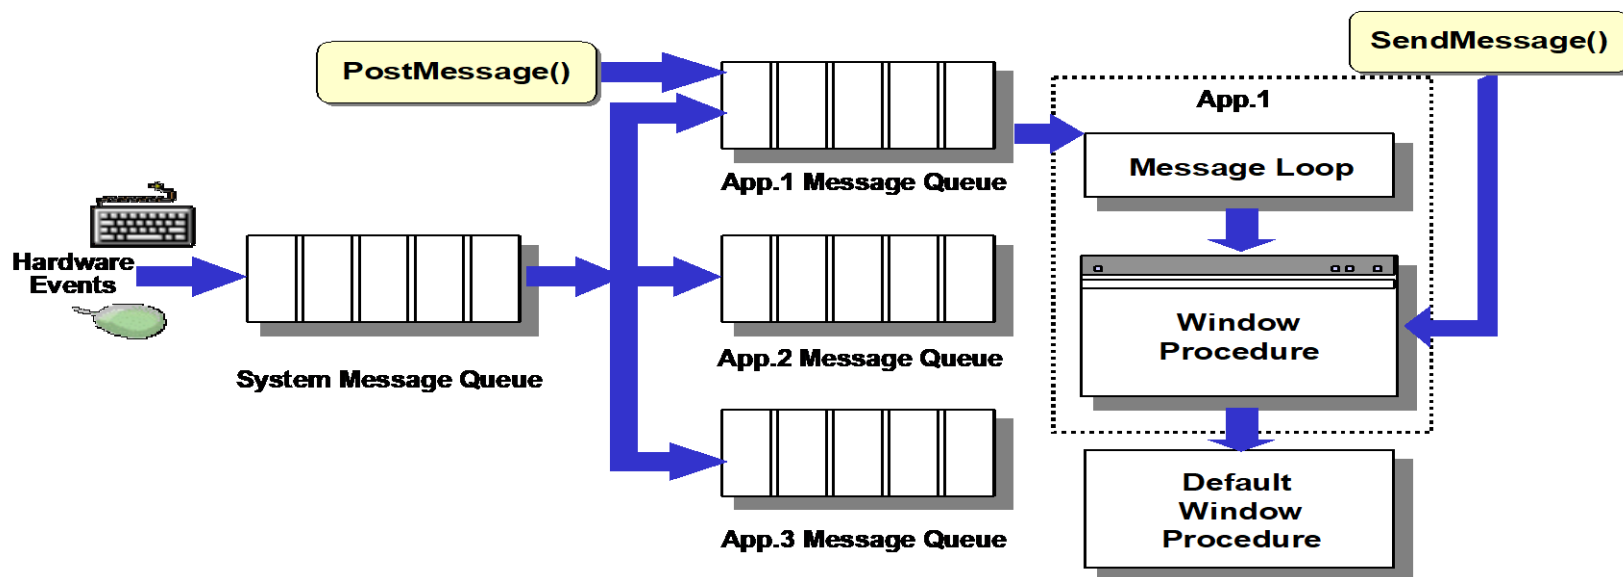 PostMessage()
SendMessage()
App.1
Message Loop
App.1 Message Queue
Hardware
Events
Window
Procedure
App.2 Message Queue
System Message Queue
Default
Window
Procedure
App.3 Message Queue